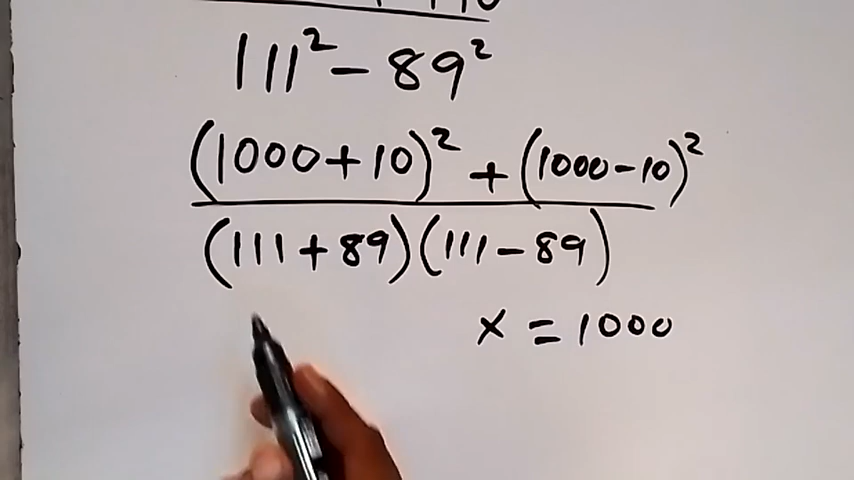 111² - 89²
(1000 + 10)² + (1000 - 10)²
(111 + 89)(111 - 89)
x = 1000